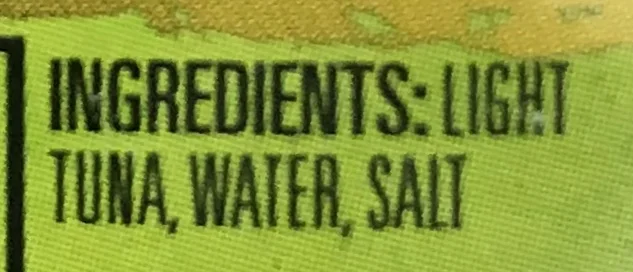 INGREDIENTS: LIGHT
TUNA, WATER, SALT